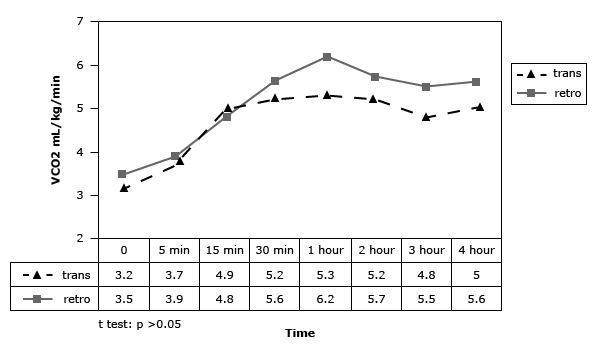 7
6
5
4
3
2
VCO2 mL/kg/min
trans
retro
0 5 min 15 min 30 min 1 hour 2 hour 3 hour 4 hour
trans 3.2 3.7 4.9 5.2 5.3 5.2 4.8 5
retro 3.5 3.9 4.8 5.6 6.2 5.7 5.5 5.6
t test: p >0.05
Time